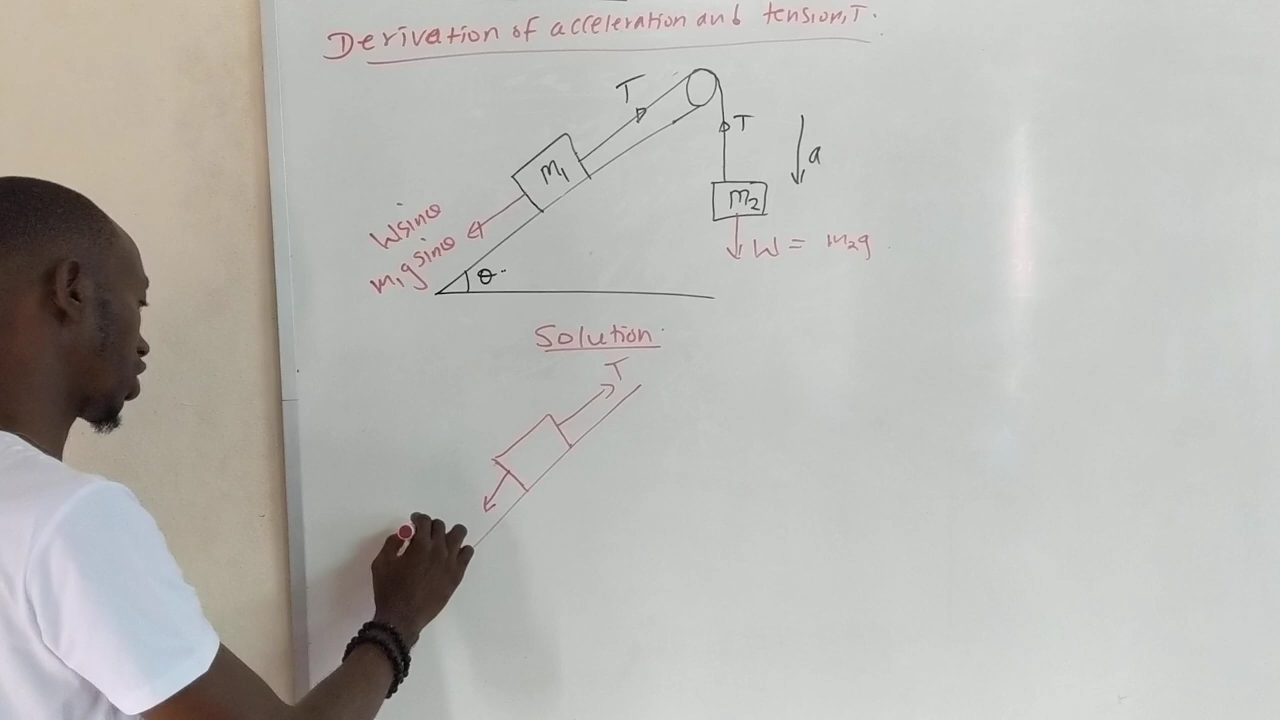 Derivation of acceleration and tension, T.
T
T
a
m₁
m₂
Wsinθ
m₁gsinθ
W = m₂g
θ
Solution
T